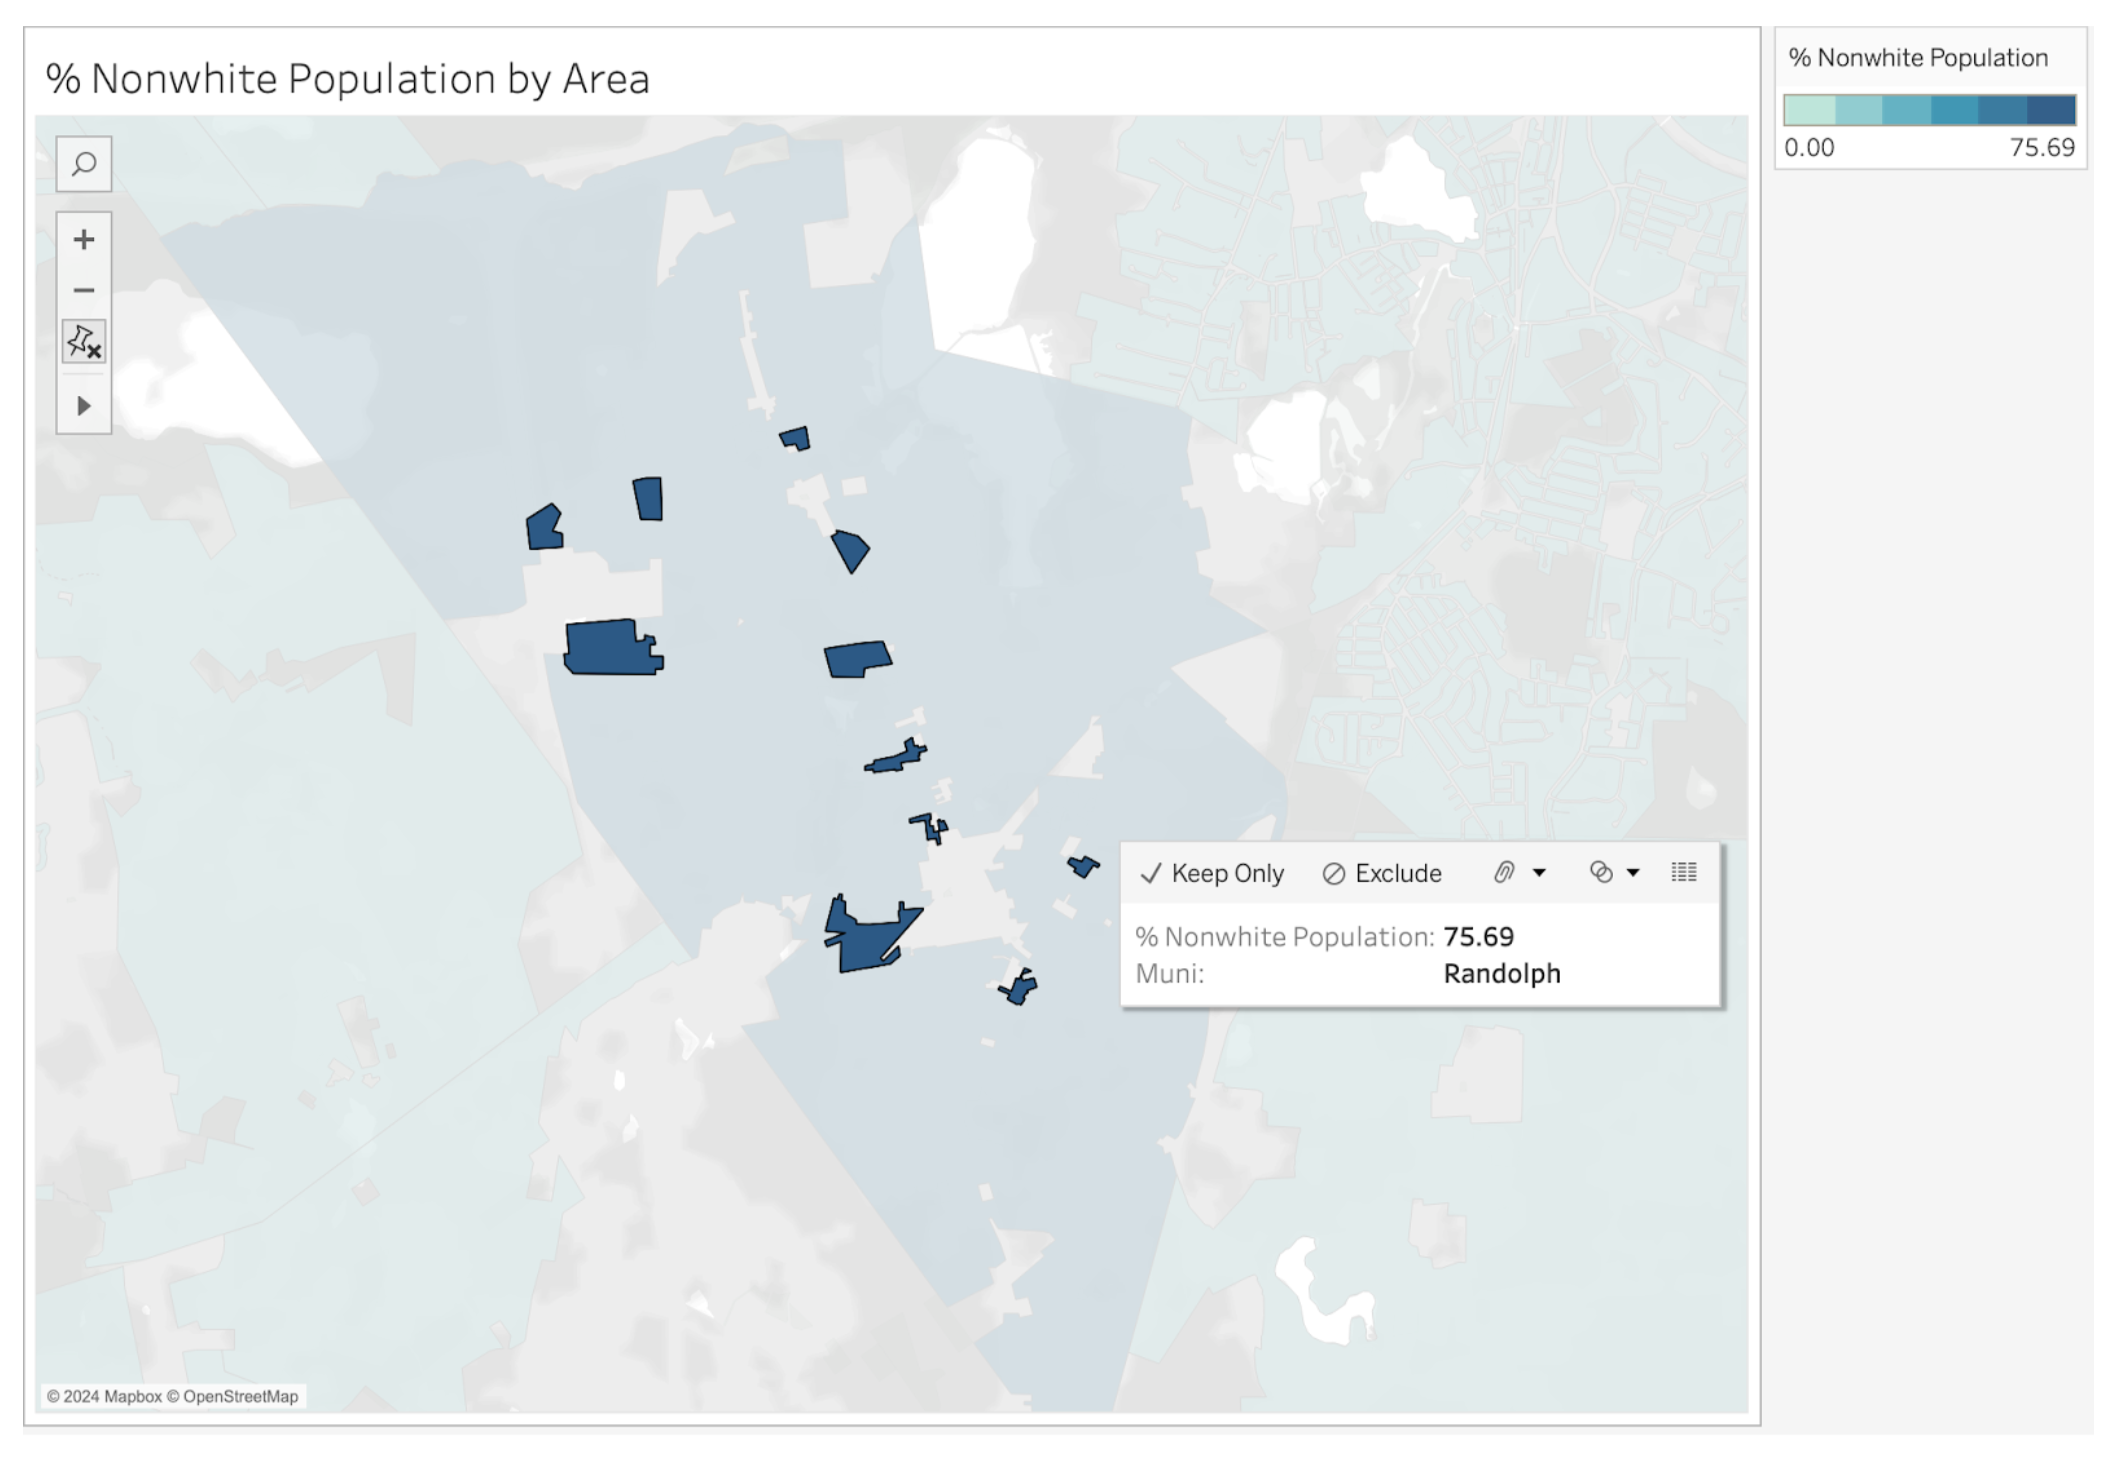 % Nonwhite Population by Area
% Nonwhite Population
0.00 75.69
Keep Only Exclude
% Nonwhite Population: 75.69
Muni: Randolph
© 2024 Mapbox © OpenStreetMap